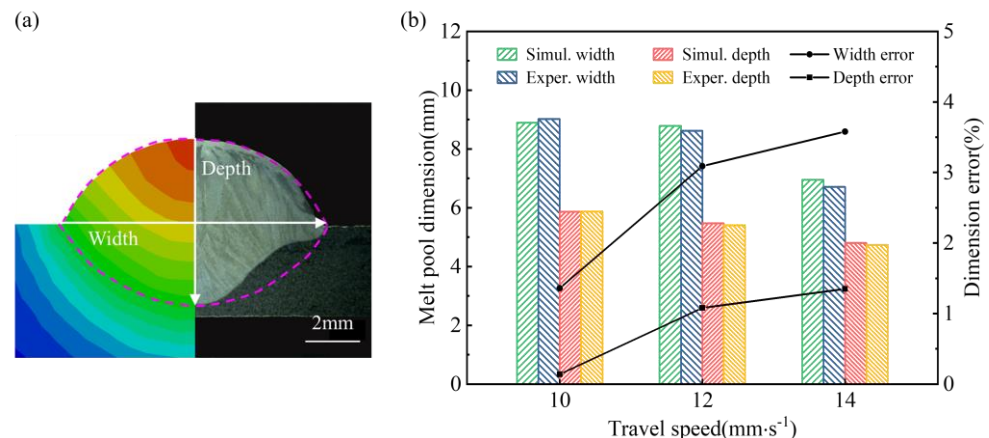 (a)
Depth
Width
2mm
(b)
Simul. width
Simul. depth
Width error
Exper. width
Exper. depth
Depth error
Melt pool dimension(mm)
12
10
8
6
4
2
0
Dimension error(%)
5
4
3
2
1
0
10 12 14
Travel speed(mm·s⁻¹)